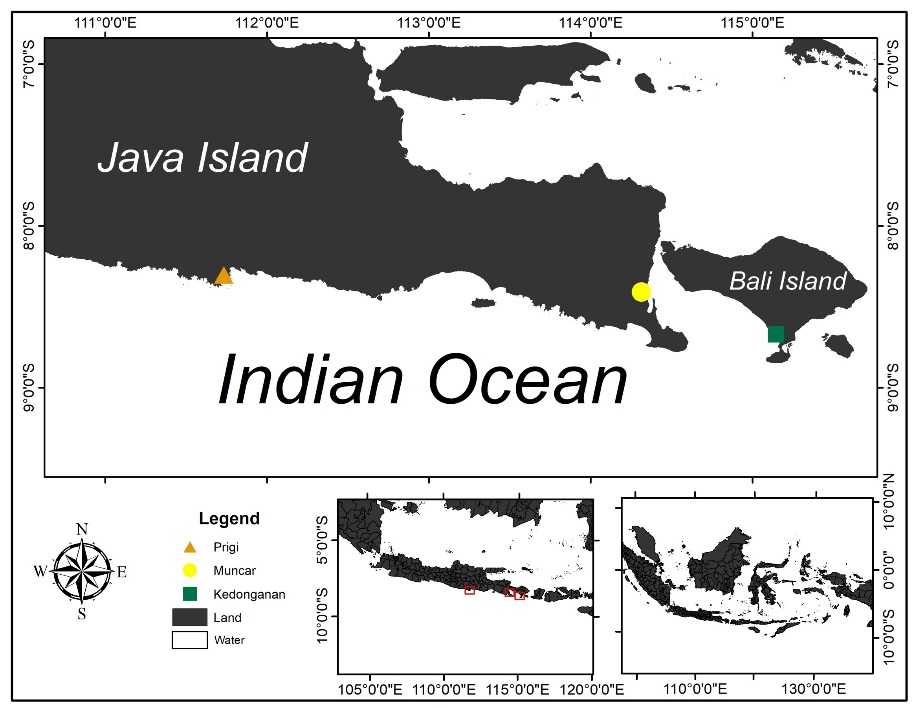 111°0'0"E 112°0'0"E 113°0'0"E 114°0'0"E 115°0'0"E
7°0'0"S 7°0'0"S
Java Island
8°0'0"S 8°0'0"S
Bali Island
Indian Ocean
9°0'0"S 9°0'0"S
N
W E
S
Legend
Prigi
Muncar
Kedonganan
Land
Water
5°0'0"S
10°0'0"S
105°0'0"E 110°0'0"E 115°0'0"E 120°0'0"E
10°0'0"N
0°0'0"
10°0'0"S
110°0'0"E 130°0'0"E